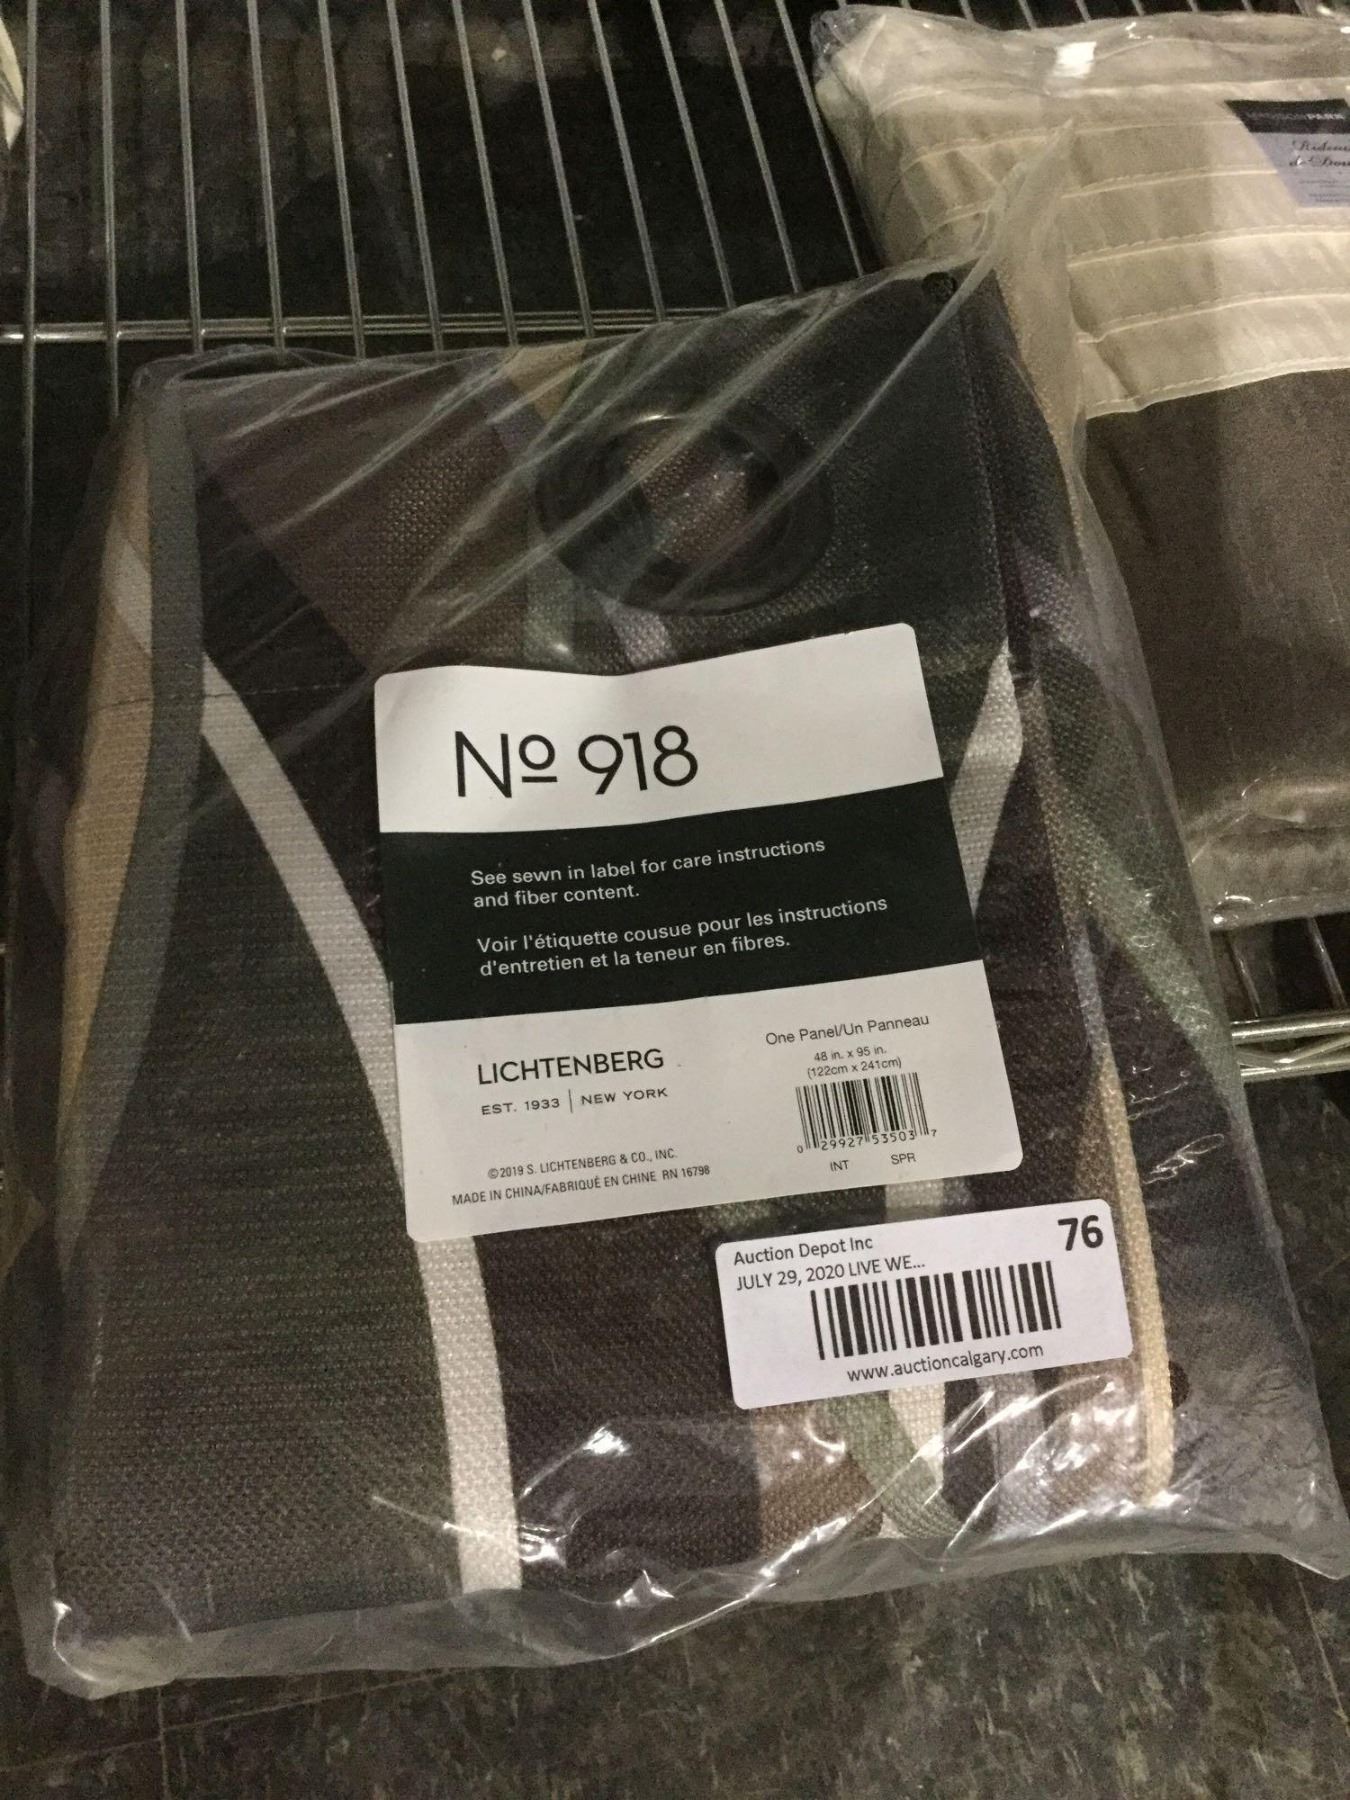 Nº 918
See sewn in label for care instructions
and fiber content.
Voir l'étiquette cousue pour les instructions
d'entretien et la teneur en fibres.
LICHTENBERG
EST. 1933 | NEW YORK
©2019 S. LICHTENBERG & CO., INC.
MADE IN CHINA/FABRIQUÉ EN CHINE RN 16798
One Panel/Un Panneau
48 in. x 95 in.
(122cm x 241cm)
0 29927 53503 7
INT SPR
Auction Depot Inc 76
JULY 29, 2020 LIVE WE...
www.auctioncalgary.com
PARK